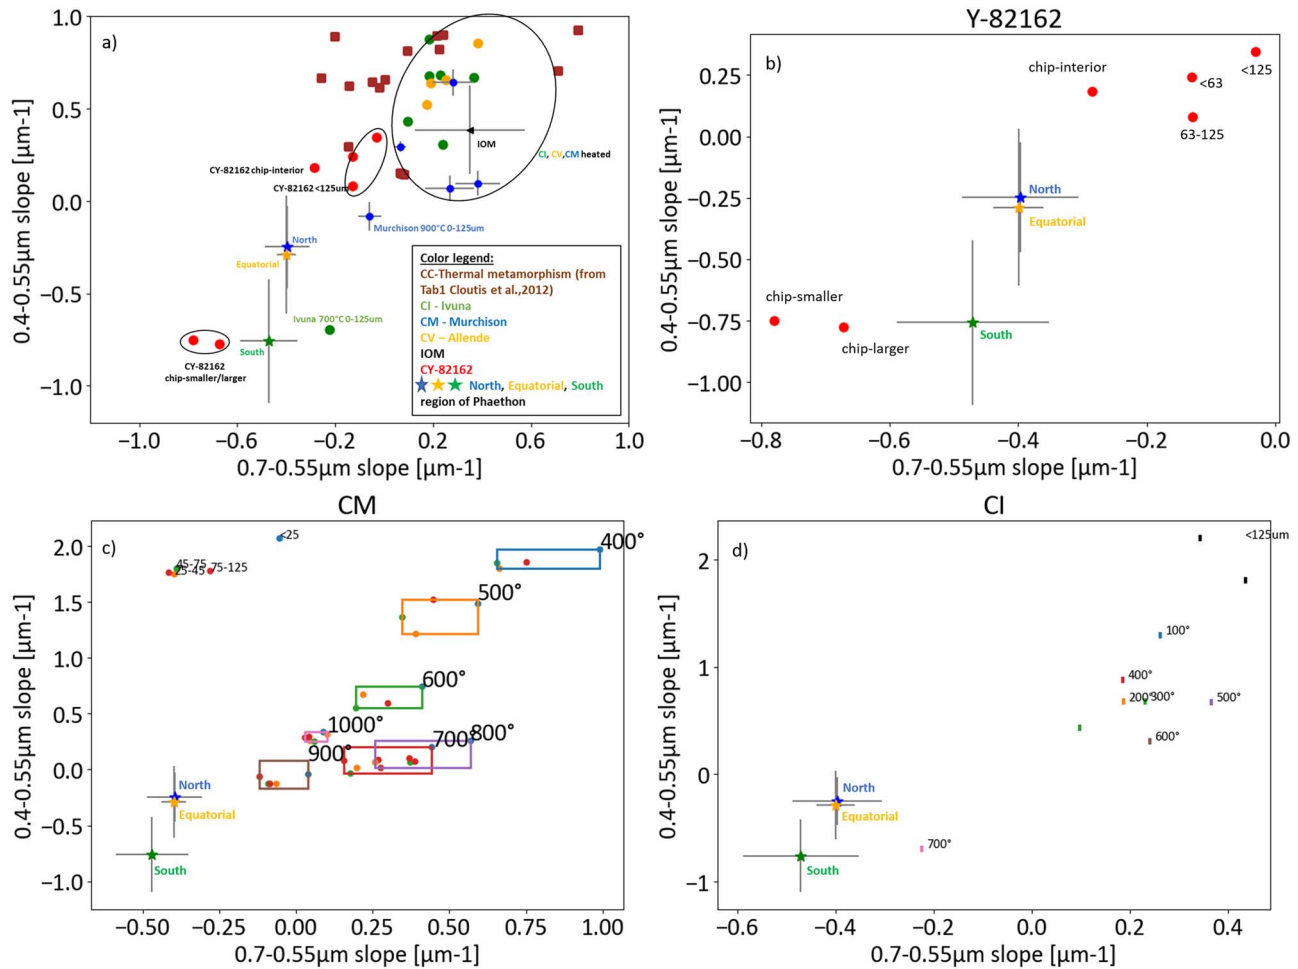 a)
1.0
0.5
0.0
−0.5
−1.0
0.4-0.55μm slope [μm-1]
−1.0
−0.6
−0.2
0.2
0.6
1.0
0.7-0.55μm slope [μm-1]
IOM
CI, CV,CM heated
CY-82162 chip-interior
CY-82162 <125um
Murchison 900°C 0-125um
North
Equatorial
Ivuna 700°C 0-125um
South
CY-82162
chip-smaller/larger
Color legend:
CC-Thermal metamorphism (from
Tab1 Cloutis et al.,2012)
CI - Ivuna
CM - Murchison
CV – Allende
IOM
CY-82162
North, Equatorial, South
region of Phaethon
Y-82162
b)
0.25
0.00
−0.25
−0.50
−0.75
−1.00
0.4-0.55μm slope [μm-1]
−0.8
−0.6
−0.4
−0.2
0.0
0.7-0.55μm slope [μm-1]
chip-interior
<125
<63
63-125
North
Equatorial
chip-smaller
South
chip-larger
CM
c)
2.0
1.5
1.0
0.5
0.0
−0.5
−1.0
0.4-0.55μm slope [μm-1]
−0.50
−0.25
0.00
0.25
0.50
0.75
1.00
0.7-0.55μm slope [μm-1]
<25
45-75
25-45
75-125
400°
500°
600°
1000°
700°
800°
900°
North
Equatorial
South
CI
d)
2
1
0
−1
0.4-0.55μm slope [μm-1]
−0.6
−0.4
−0.2
0.0
0.2
0.4
0.7-0.55μm slope [μm-1]
<125um
100°
400°
200°
300°
500°
600°
North
Equatorial
700°
South